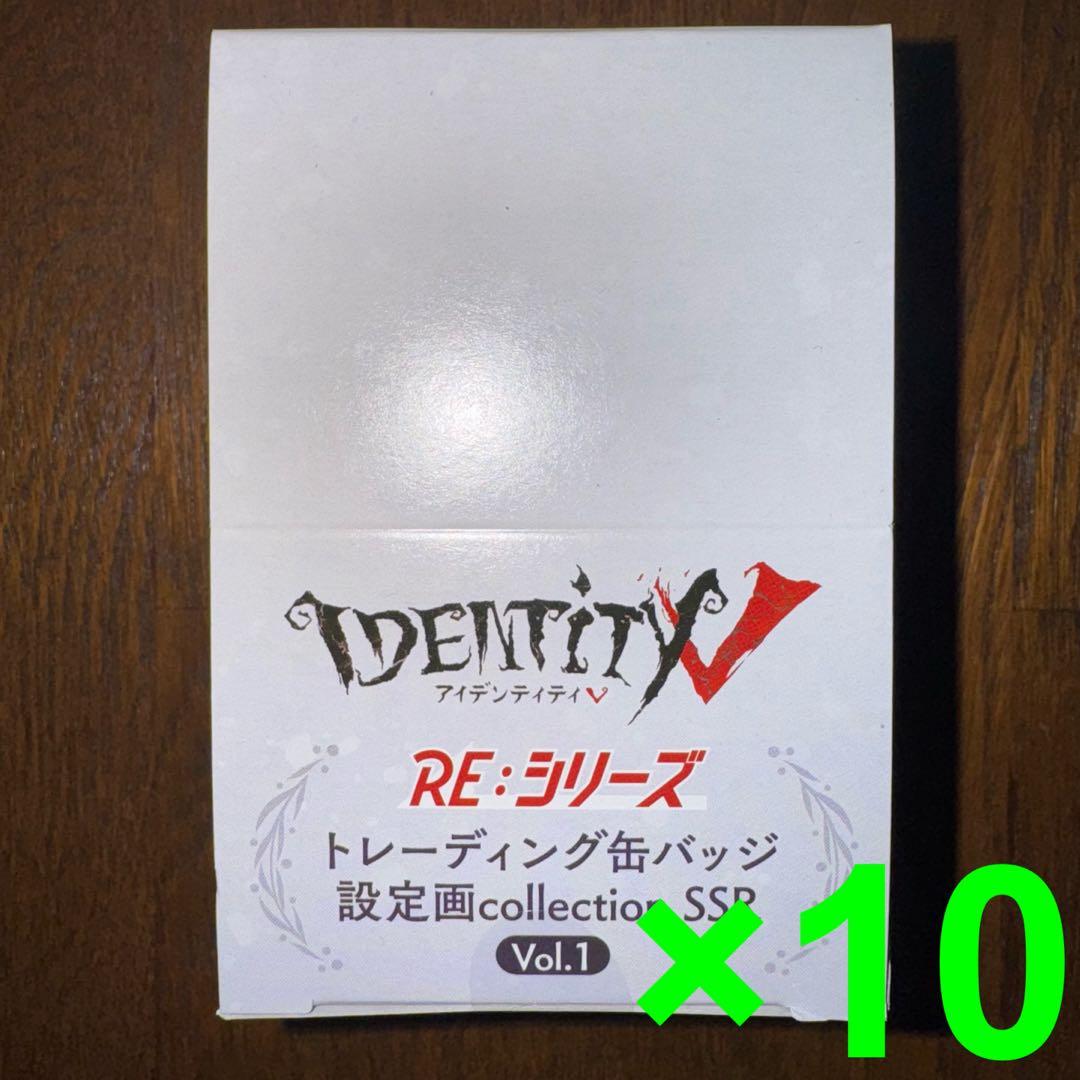 IDENTITY V
アイデンティティV
RE:シリーズ
トレーディング缶バッジ
設定画collection SSR
Vol.1
×10